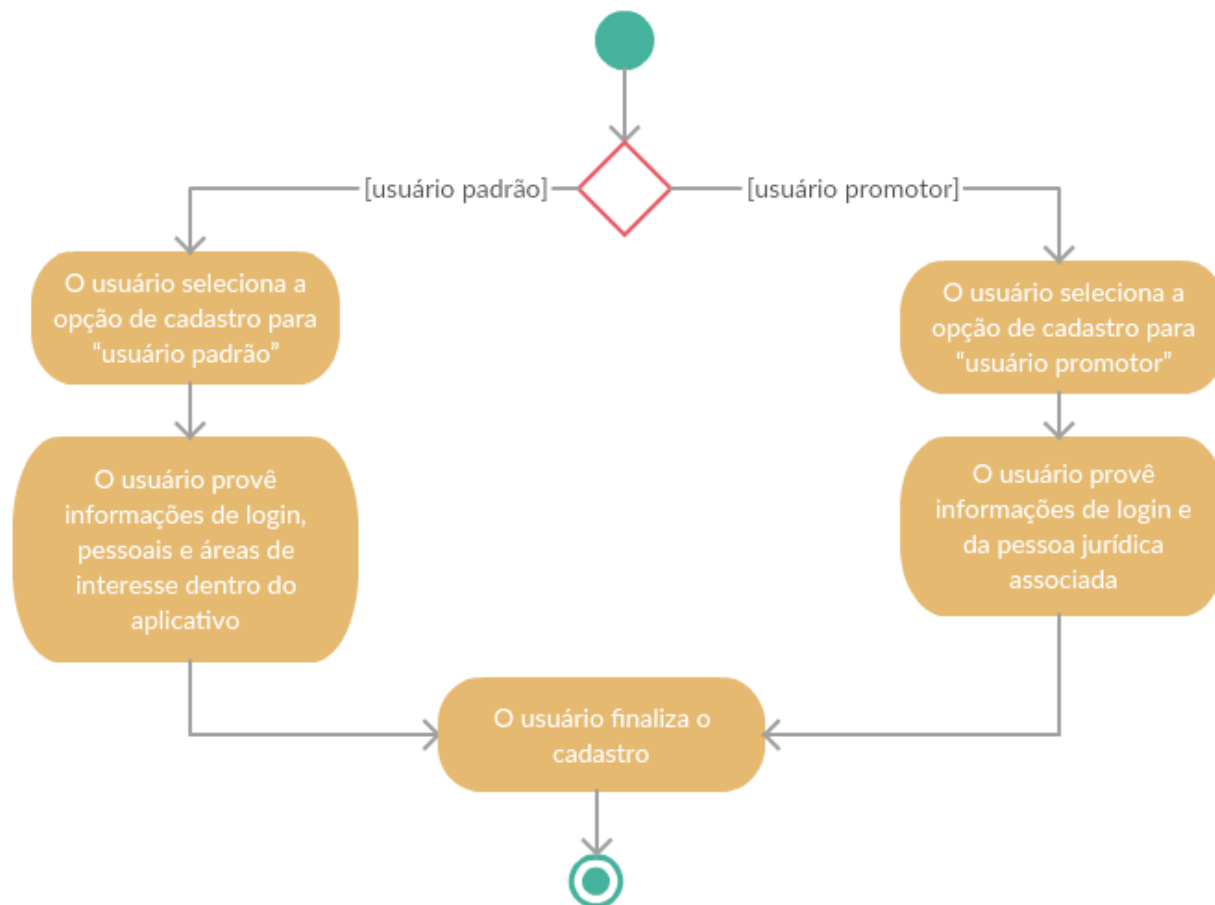 [usuário padrão]
[usuário promotor]
O usuário seleciona a
opção de cadastro para
“usuário padrão”
O usuário seleciona a
opção de cadastro para
“usuário promotor”
O usuário provê
informações de login,
pessoais e áreas de
interesse dentro do
aplicativo
O usuário provê
informações de login e
da pessoa jurídica
associada
O usuário finaliza o
cadastro